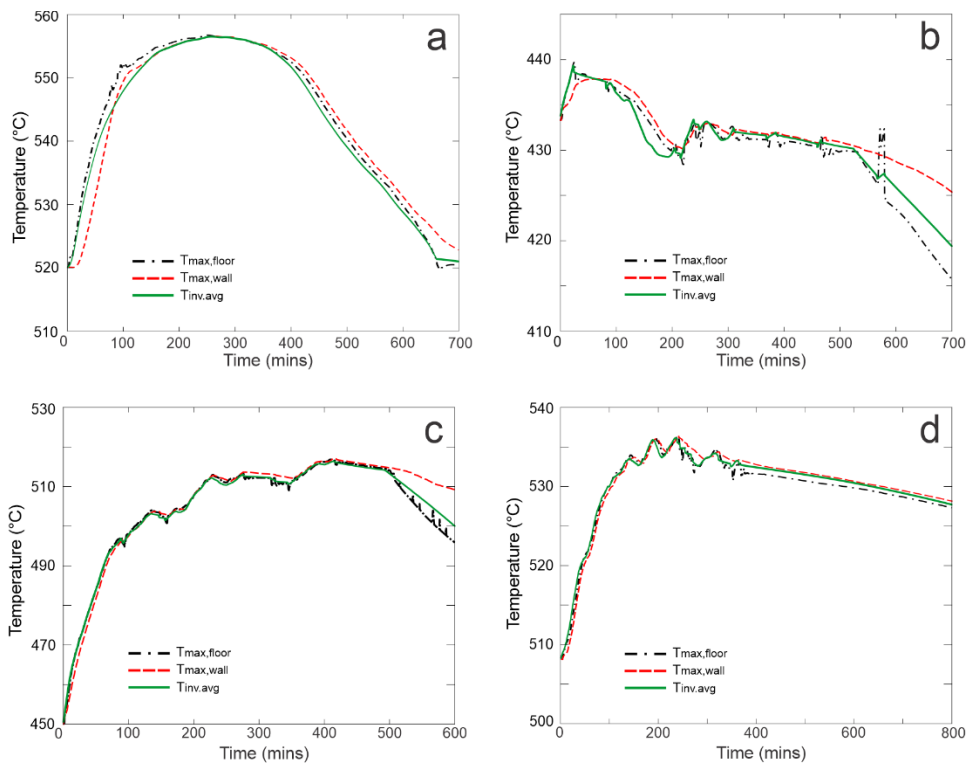 560
550
540
530
520
510
Temperature (°C)
a
Tmax,floor
Tmax,wall
Tinv.avg
0 100 200 300 400 500 600 700
Time (mins)
440
430
420
410
Temperature (°C)
b
Tmax,floor
Tmax,wall
Tinv.avg
0 100 200 300 400 500 600 700
Time (mins)
530
510
490
470
450
Temperature (°C)
c
Tmax,floor
Tmax,wall
Tinv.avg
0 100 200 300 400 500 600
Time (mins)
540
530
520
510
500
Temperature (°C)
d
Tmax,floor
Tmax,wall
Tinv.avg
0 200 400 600 800
Time (mins)